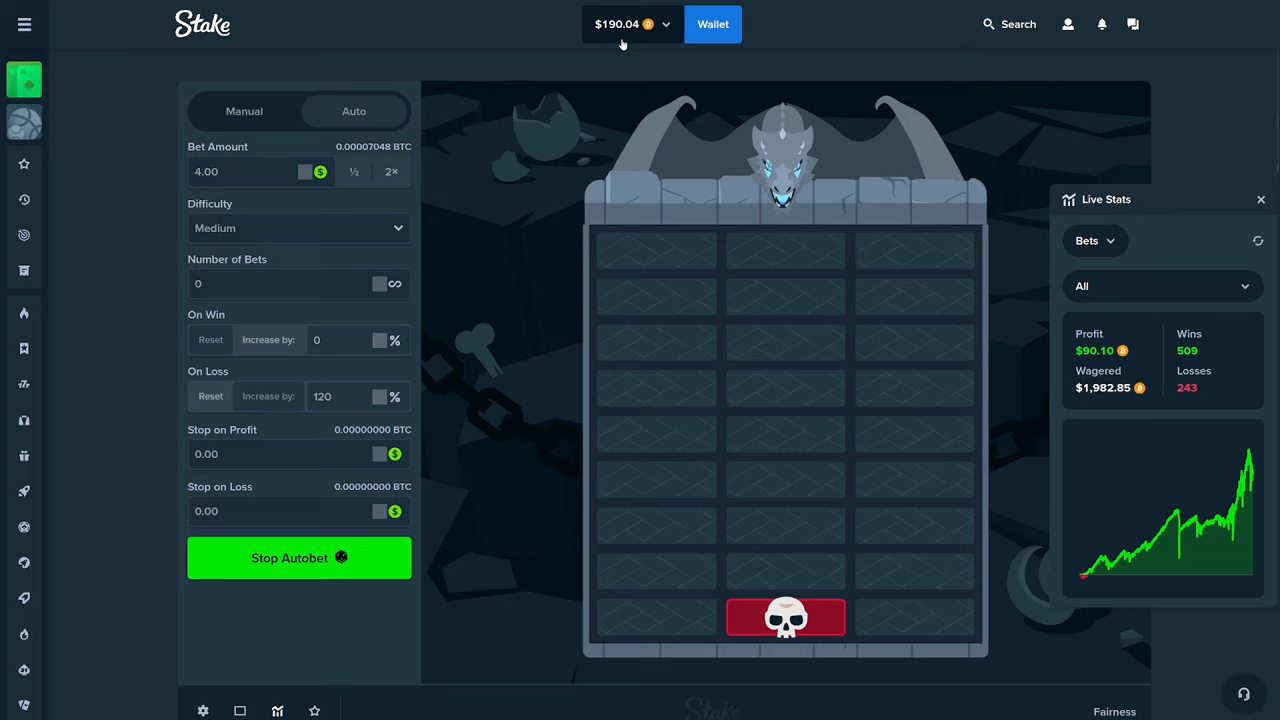 Stake
$190.04
Wallet
Search
Manual
Auto
Bet Amount
0.00007048 BTC
4.00
½
2×
Difficulty
Medium
Number of Bets
0
On Win
Reset
Increase by:
0
%
On Loss
Reset
Increase by:
120
%
Stop on Profit
0.00000000 BTC
0.00
Stop on Loss
0.00000000 BTC
0.00
Stop Autobet
Live Stats
Bets
All
Profit
Wins
$90.10
509
Wagered
Losses
$1,982.85
243
Stake
Fairness